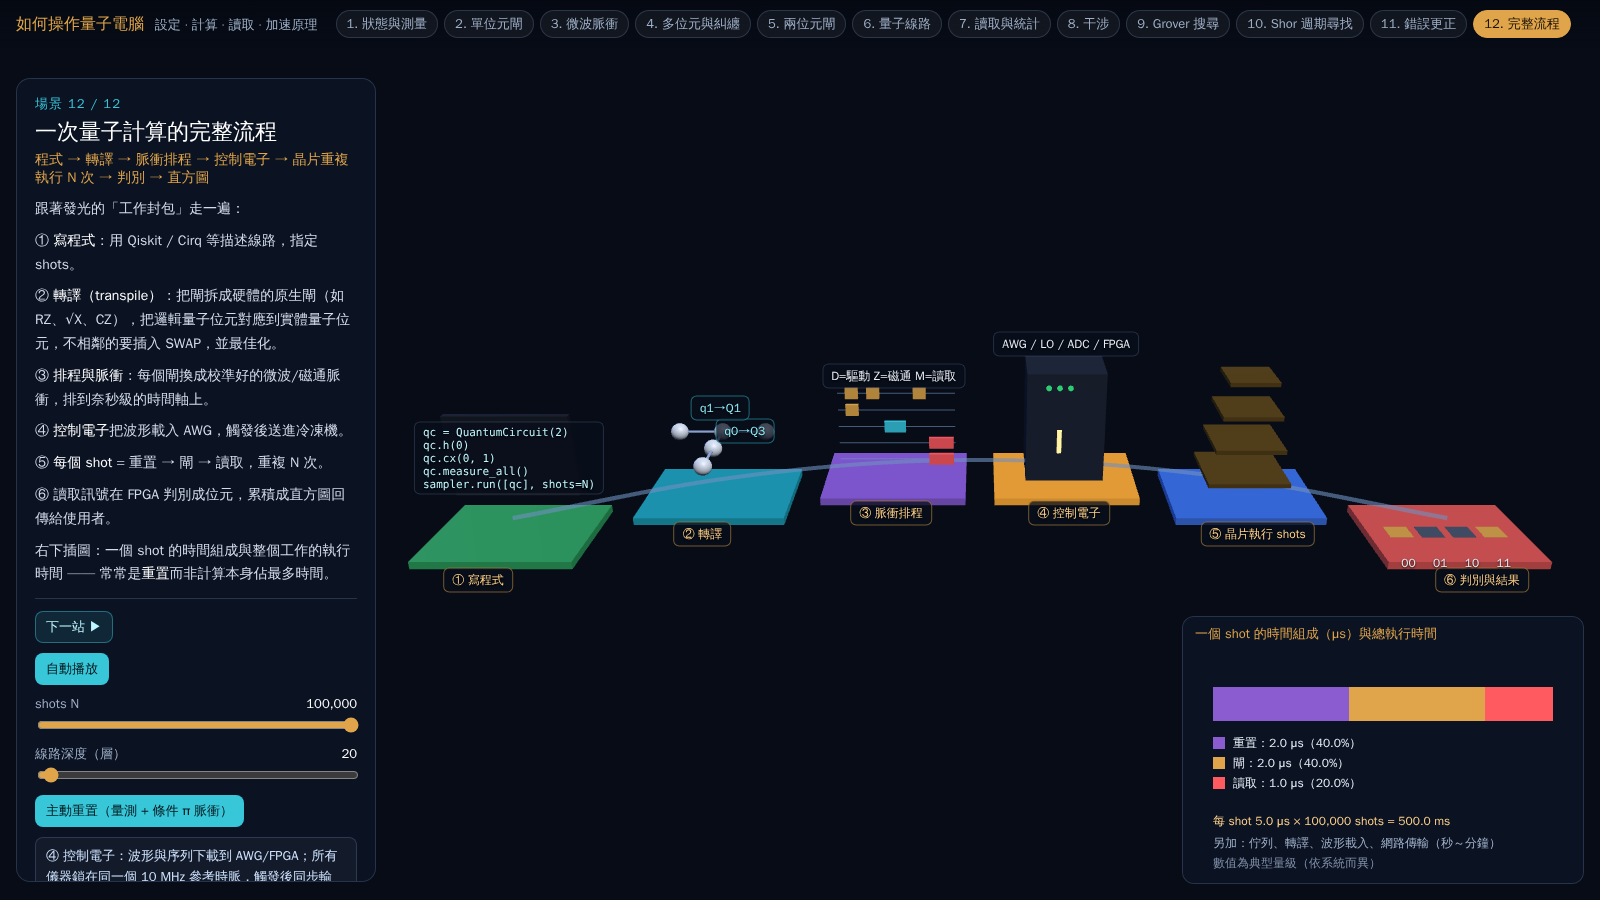 如何操作量子電腦
設定 · 計算 · 讀取 · 加速原理
1. 狀態與測量
2. 單位元閘
3. 微波脈衝
4. 多位元與糾纏
5. 兩位元閘
6. 量子線路
7. 讀取與統計
8. 干涉
9. Grover 搜尋
10. Shor 週期尋找
11. 錯誤更正
12. 完整流程
場景 12 / 12
一次量子計算的完整流程
程式 → 轉譯 → 脈衝排程 → 控制電子 → 晶片重複
執行 N 次 → 判別 → 直方圖
跟著發光的「工作封包」走一遍：
① 寫程式：用 Qiskit / Cirq 等描述線路，指定
shots。
② 轉譯（transpile）：把閘拆成硬體的原生閘（如
RZ、√X、CZ），把邏輯量子位元對應到實體量子位
元，不相鄰的要插入 SWAP，並最佳化。
③ 排程與脈衝：每個閘換成校準好的微波/磁通脈
衝，排到奈秒級的時間軸上。
④ 控制電子把波形載入 AWG，觸發後送進冷凍機。
⑤ 每個 shot = 重置 → 閘 → 讀取，重複 N 次。
⑥ 讀取訊號在 FPGA 判別成位元，累積成直方圖回
傳給使用者。
右下插圖：一個 shot 的時間組成與整個工作的執行
時間 —— 常常是重置而非計算本身佔最多時間。
下一站 ▶
自動播放
shots N 100,000
線路深度（層） 20
主動重置（量測 + 條件 π 脈衝）
④ 控制電子：波形與序列下載到 AWG/FPGA；所有
儀器鎖在同一個 10 MHz 參考時脈，觸發後同步輸
qc = QuantumCircuit(2)
qc.h(0)
qc.cx(0, 1)
qc.measure_all()
sampler.run([qc], shots=N)
① 寫程式
q1→Q1
q0→Q3
② 轉譯
D=驅動 Z=磁通 M=讀取
③ 脈衝排程
AWG / LO / ADC / FPGA
④ 控制電子
⑤ 晶片執行 shots
00 01 10 11
⑥ 判別與結果
一個 shot 的時間組成（μs）與總執行時間
重置：2.0 μs（40.0%）
閘：2.0 μs（40.0%）
讀取：1.0 μs（20.0%）
每 shot 5.0 μs × 100,000 shots = 500.0 ms
另加：佇列、轉譯、波形載入、網路傳輸（秒～分鐘）
數值為典型量級（依系統而異）